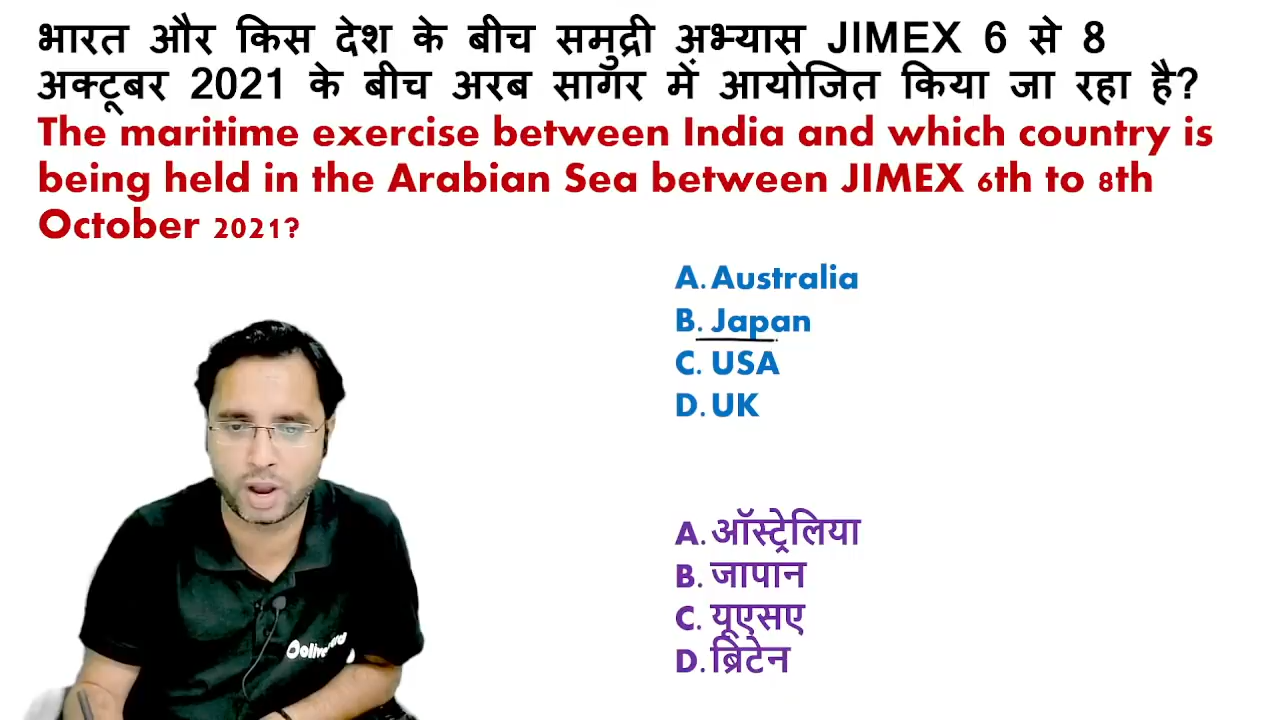 भारत और किस देश के बीच समुद्री अभ्यास JIMEX 6 से 8
अक्टूबर 2021 के बीच अरब सागर में आयोजित किया जा रहा है?
The maritime exercise between India and which country is
being held in the Arabian Sea between JIMEX 6th to 8th
October 2021?
A. Australia
B. Japan
C. USA
D. UK
A. ऑस्ट्रेलिया
B. जापान
C. यूएसए
D. ब्रिटेन